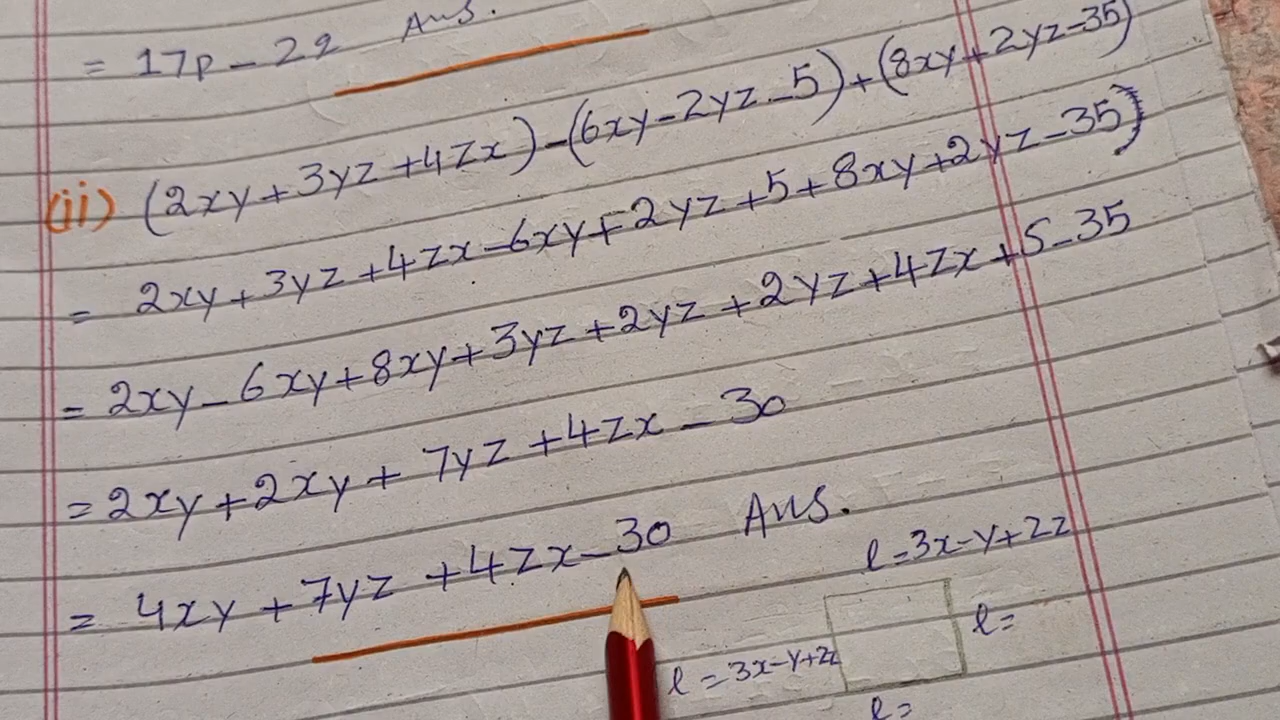 = 17p - 29 Ans.
(ii) (2xy + 3yz + 4zx) - (6xy - 2yz - 5) + (8xy + 2yz - 35)
= 2xy + 3yz + 4zx - 6xy + 2yz + 5 + 8xy + 2yz - 35)
= 2xy - 6xy + 8xy + 3yz + 2yz + 2yz + 4zx + 5 - 35
= 2xy + 2xy + 7yz + 4zx - 30
= 4xy + 7yz + 4zx - 30 Ans.
l = 3x - y + 2z
l =
l = 3x - y + 2z
l =